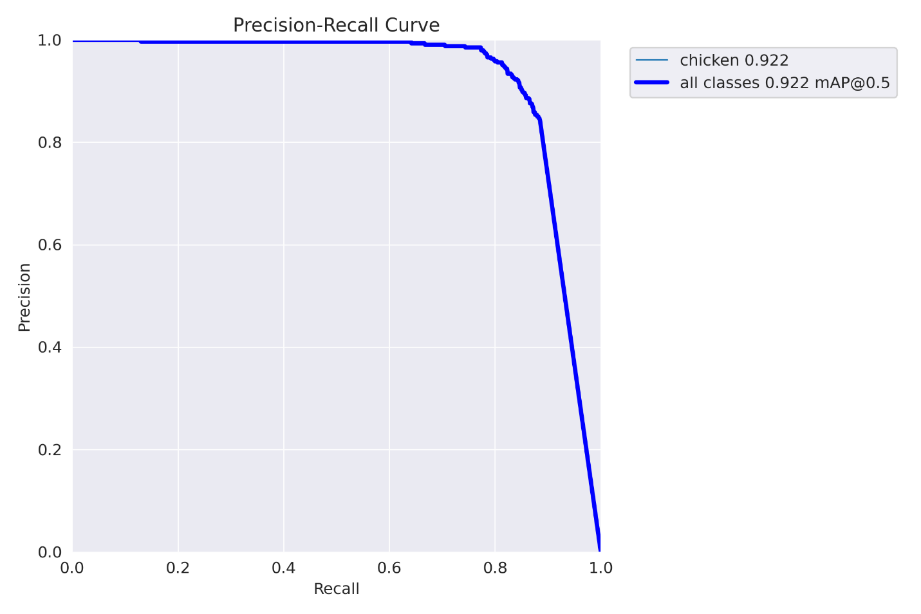 Precision-Recall Curve
1.0
0.8
0.6
0.4
0.2
0.0
Precision
0.0 0.2 0.4 0.6 0.8 1.0
Recall
chicken 0.922
all classes 0.922 mAP@0.5